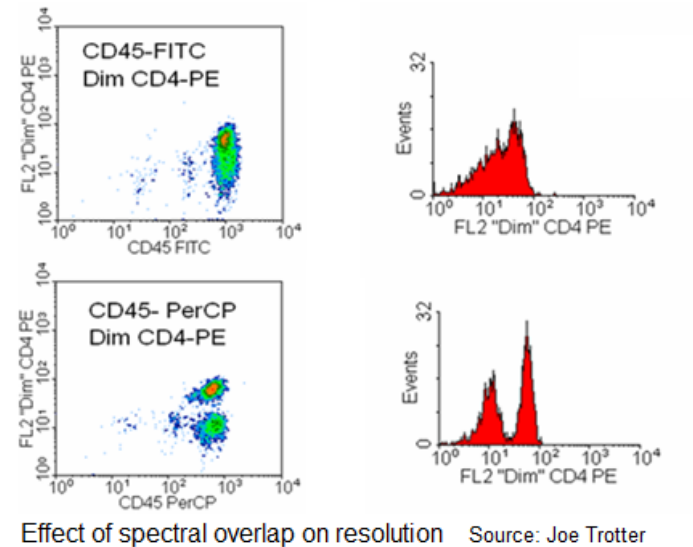 CD45-FITC
Dim CD4-PE
FL2 "Dim" CD4 PE
10⁴
10³
10²
10¹
10⁰
10⁰ 10¹ 10² 10³ 10⁴
CD45 FITC
32
Events
0
10⁰ 10¹ 10² 10³ 10⁴
FL2 "Dim" CD4 PE
CD45- PerCP
Dim CD4-PE
FL2 "Dim" CD4 PE
10⁴
10³
10²
10¹
10⁰
10⁰ 10¹ 10² 10³ 10⁴
CD45 PerCP
32
Events
0
10⁰ 10¹ 10² 10³ 10⁴
FL2 "Dim" CD4 PE
Effect of spectral overlap on resolution Source: Joe Trotter